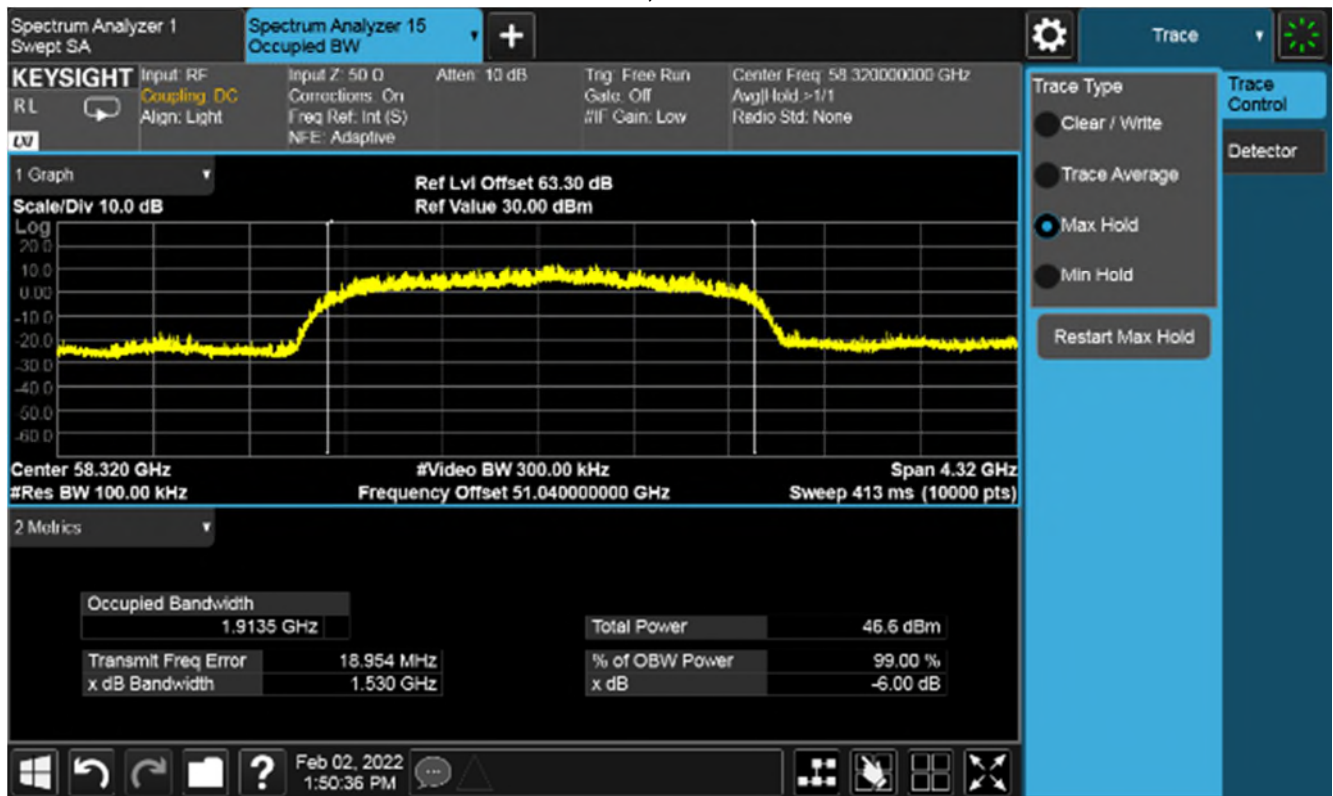 Spectrum Analyzer 1
Swept SA
Spectrum Analyzer 15
Occupied BW
+
Trace
KEYSIGHT
RL
LXI
Input: RF
Coupling: DC
Align: Light
Input Z: 50 Ω
Corrections: On
Freq Ref: Int (S)
NFE: Adaptive
Atten: 10 dB
Trig: Free Run
Gate: Off
#IF Gain: Low
Center Freq: 58.320000000 GHz
Avg|Hold:>1/1
Radio Std: None
Trace Type
Clear / Write
Trace Average
Max Hold
Min Hold
Restart Max Hold
Trace
Control
Detector
1 Graph
Scale/Div 10.0 dB
Ref Lvl Offset 63.30 dB
Ref Value 30.00 dBm
Log
20.0
10.0
0.00
-10.0
-20.0
-30.0
-40.0
-50.0
-60.0
Center 58.320 GHz
#Video BW 300.00 kHz
Span 4.32 GHz
#Res BW 100.00 kHz
Frequency Offset 51.040000000 GHz
Sweep 413 ms (10000 pts)
2 Metrics
Occupied Bandwidth
1.9135 GHz
Total Power 46.6 dBm
Transmit Freq Error 18.954 MHz
% of OBW Power 99.00 %
x dB Bandwidth 1.530 GHz
x dB -6.00 dB
?
Feb 02, 2022
1:50:36 PM